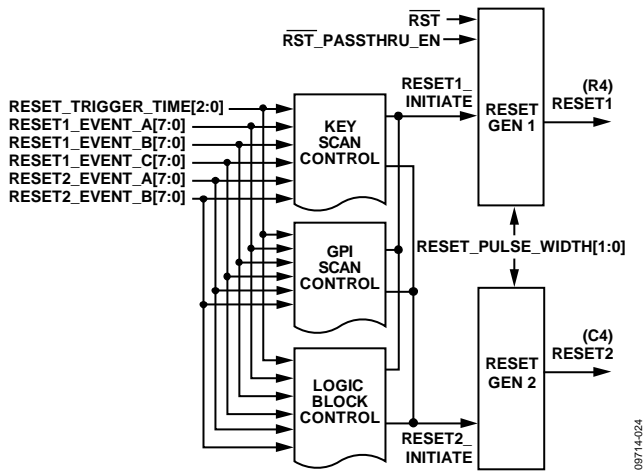 RST
RST_PASSTHRU_EN
RESET1_
INITIATE
(R4)
RESET1
RESET
GEN 1
RESET_TRIGGER_TIME[2:0]
RESET1_EVENT_A[7:0]
RESET1_EVENT_B[7:0]
RESET1_EVENT_C[7:0]
RESET2_EVENT_A[7:0]
RESET2_EVENT_B[7:0]
KEY
SCAN
CONTROL
GPI
SCAN
CONTROL
RESET_PULSE_WIDTH[1:0]
LOGIC
BLOCK
CONTROL
RESET2_
INITIATE
RESET
GEN 2
(C4)
RESET2
09714-024